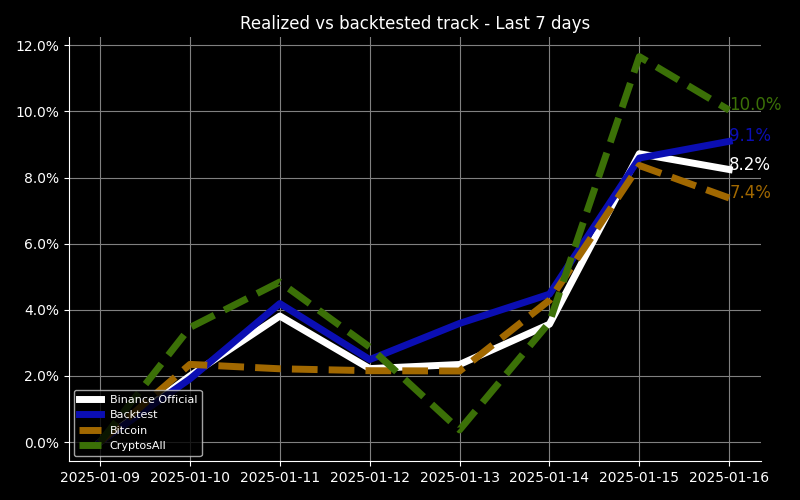 Realized vs backtested track - Last 7 days
12.0%
10.0%
8.0%
6.0%
4.0%
2.0%
0.0%
10.0%
9.1%
8.2%
7.4%
Binance Official
Backtest
Bitcoin
CryptosAll
2025-01-09 2025-01-10 2025-01-11 2025-01-12 2025-01-13 2025-01-14 2025-01-15 2025-01-16